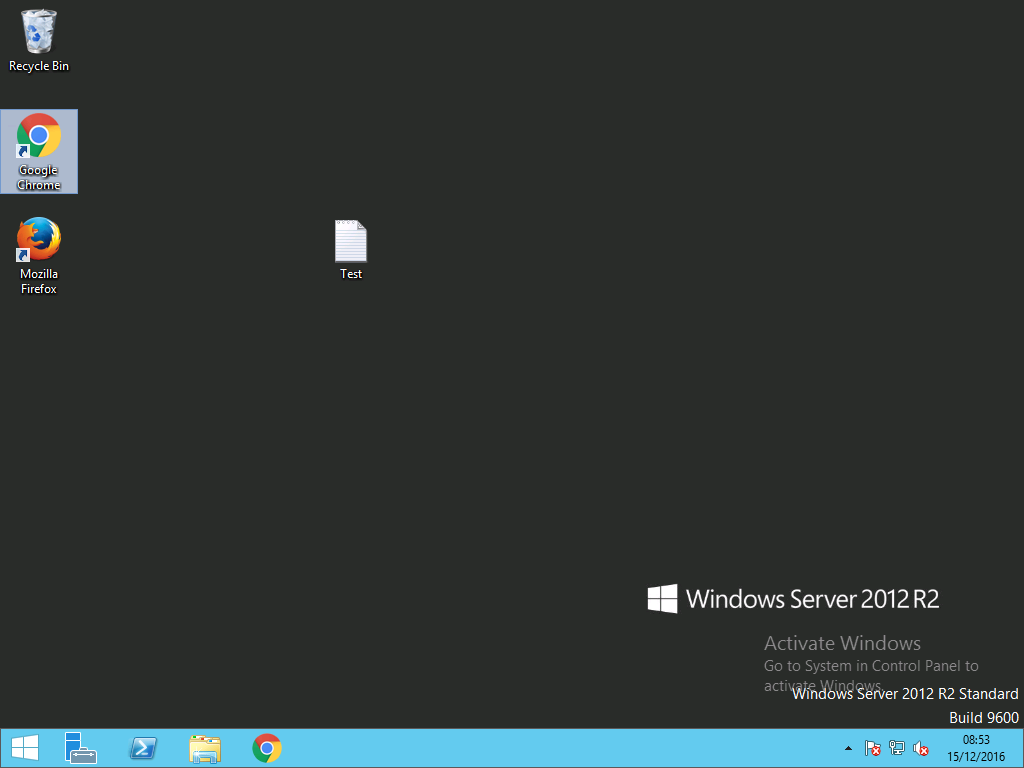 Recycle Bin
Google
Chrome
Mozilla
Firefox
Test
Windows Server 2012 R2
Activate Windows
Go to System in Control Panel to
activate Windows.
Windows Server 2012 R2 Standard
Build 9600
08:53
15/12/2016